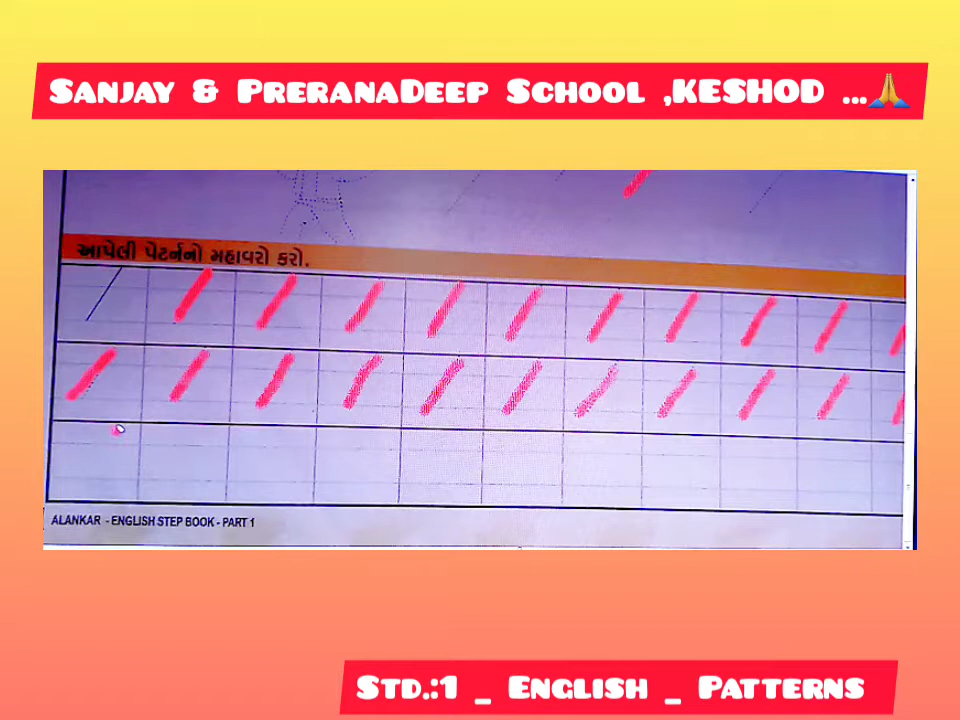 SANJAY & PRERANADEEP SCHOOL ,KESHOD ...🙏
આપેલી પેટર્નનો મહાવરો કરો.
ALANKAR - ENGLISH STEP BOOK - PART 1
STD.:1 _ ENGLISH _ PATTERNS